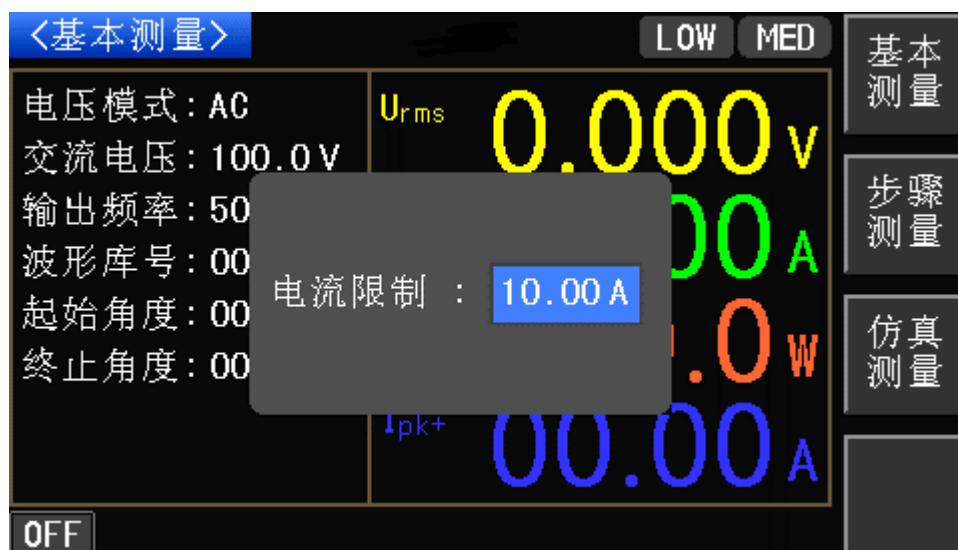 <基本测量>
LOW MED
电压模式:AC
交流电压:100.0V
输出频率:50
波形库号:00
起始角度:00
终止角度:00
Urms 0.000 V
00 A
.0 W
Ipk+ 00.00 A
电流限制 : 10.00A
基本
测量
步骤
测量
仿真
测量
OFF